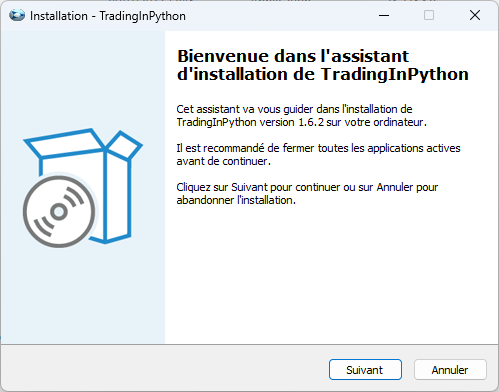 Installation - TradingInPython
Bienvenue dans l'assistant
d'installation de TradingInPython
Cet assistant va vous guider dans l'installation de
TradingInPython version 1.6.2 sur votre ordinateur.
Il est recommandé de fermer toutes les applications actives
avant de continuer.
Cliquez sur Suivant pour continuer ou sur Annuler pour
abandonner l'installation.
Suivant
Annuler